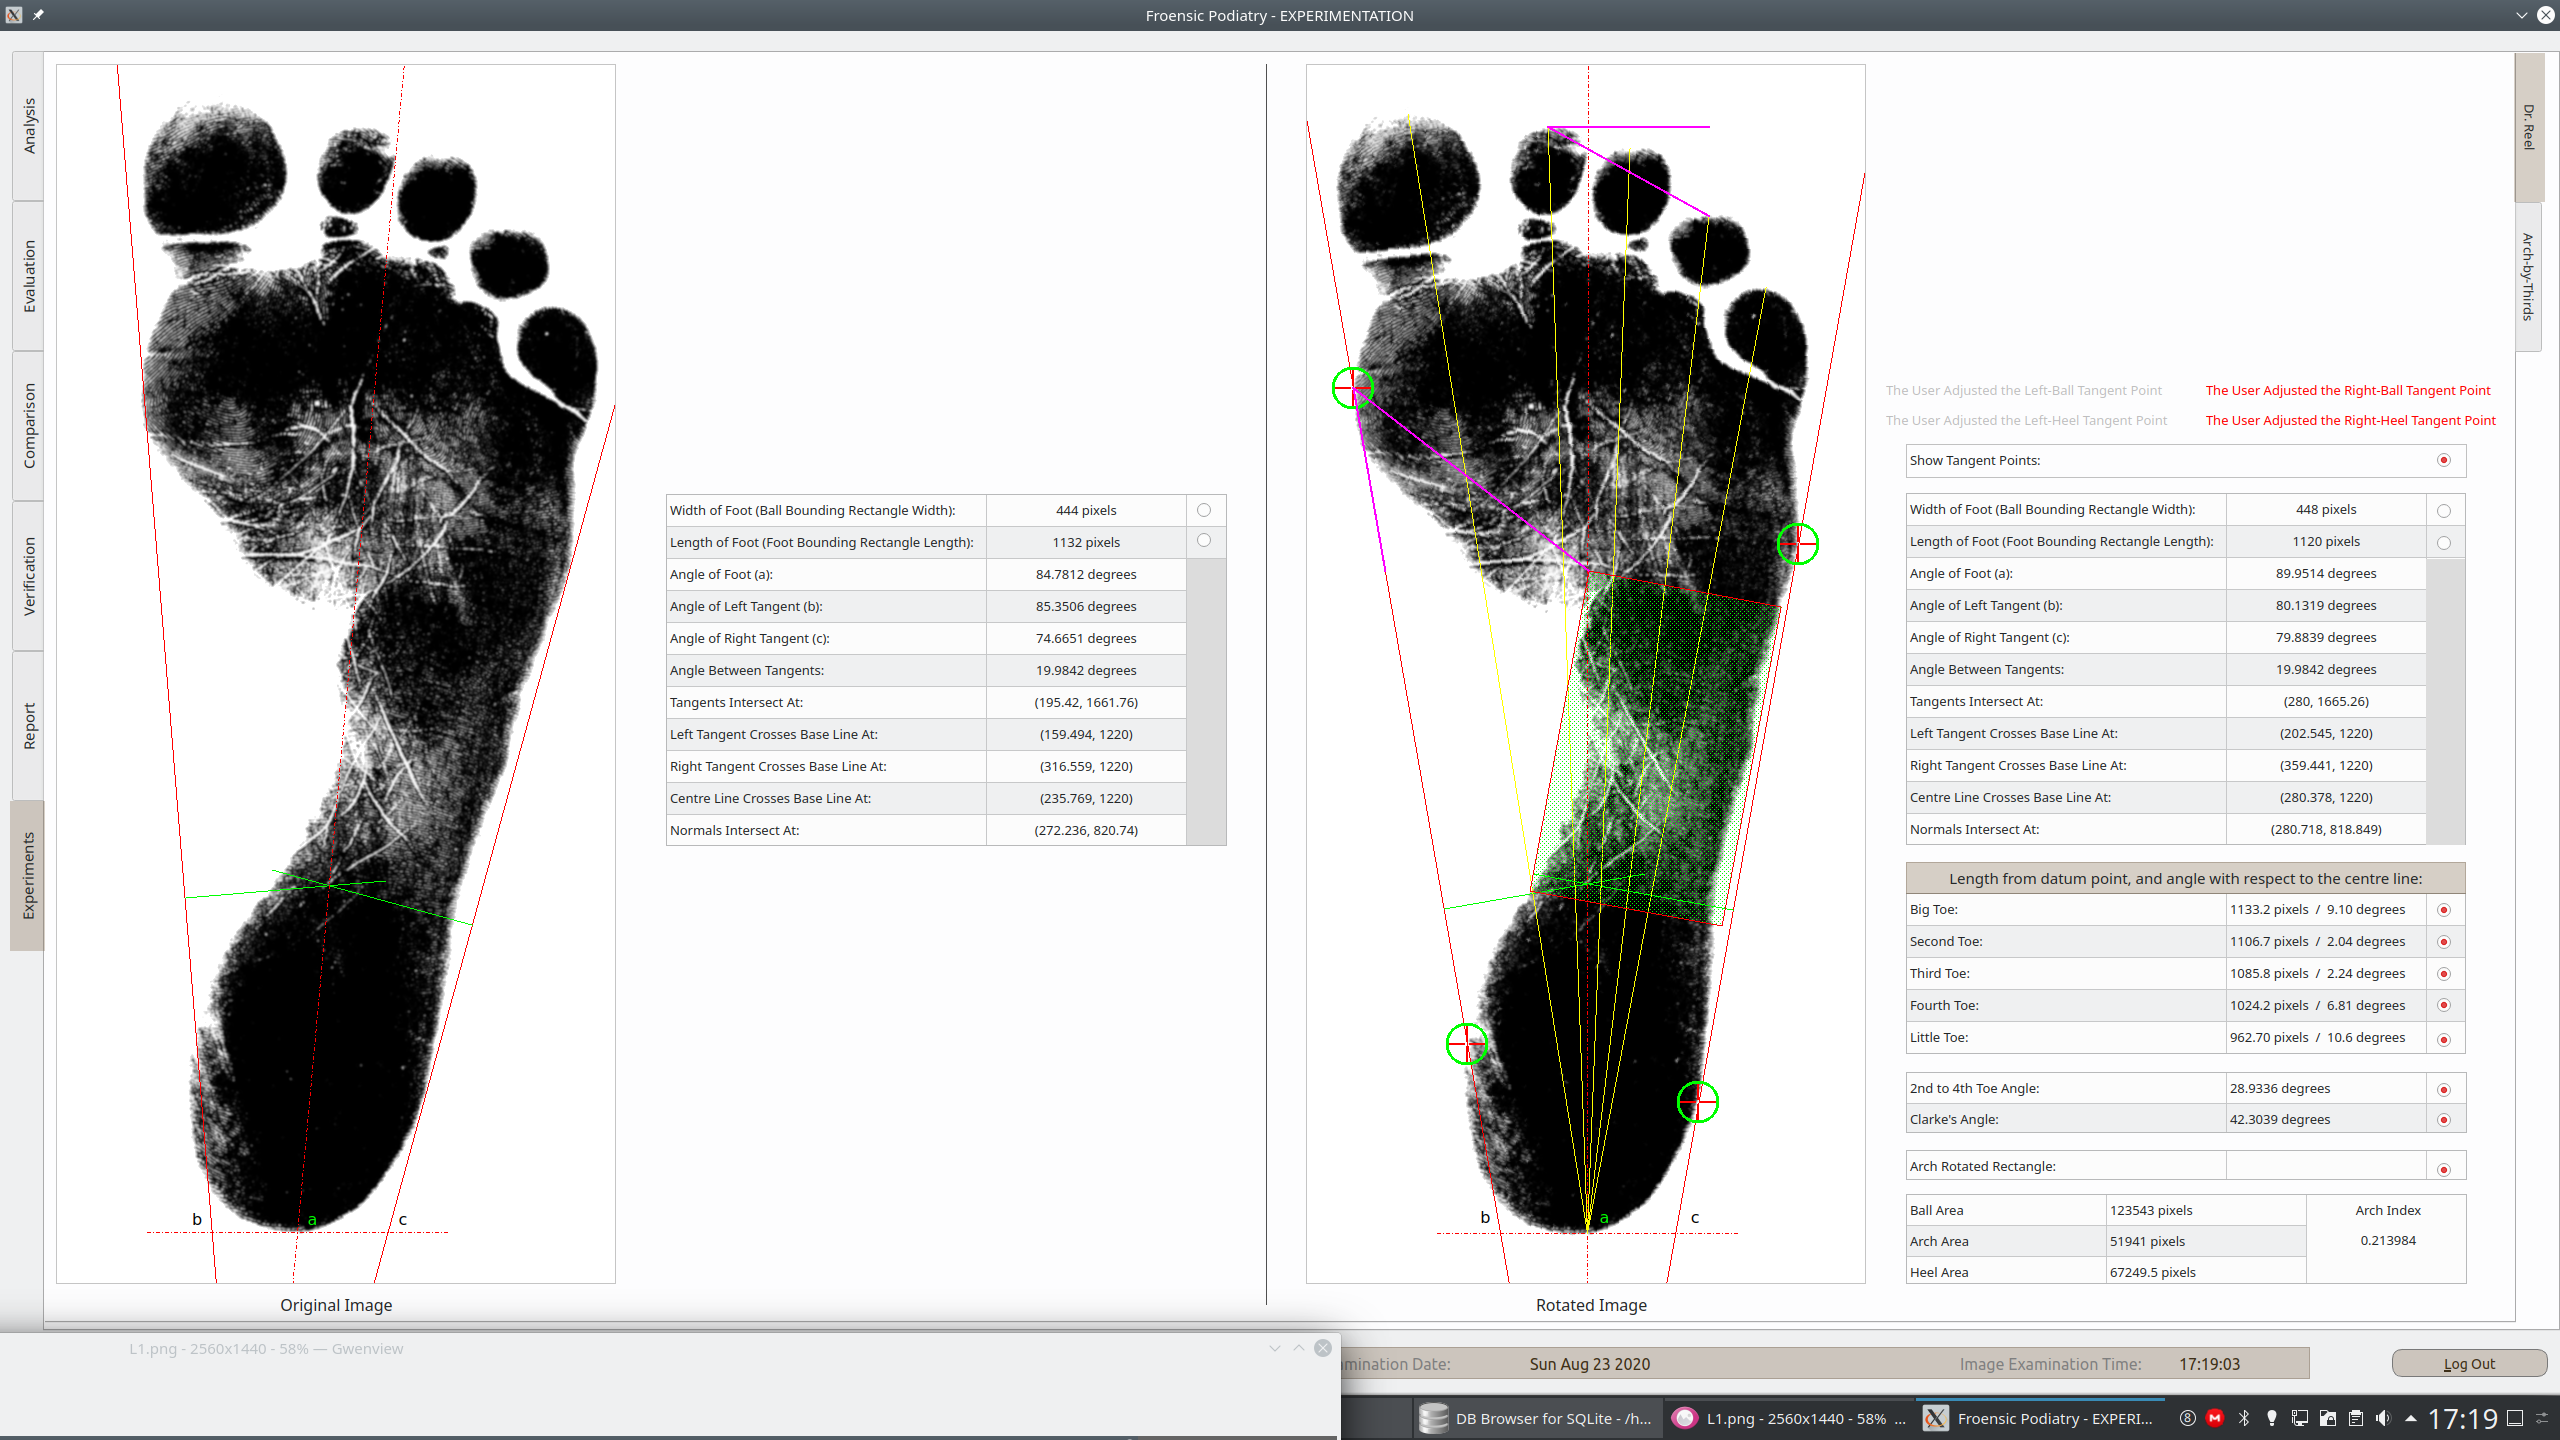 Froensic Podiatry - EXPERIMENTATION
Analysis
Evaluation
Comparison
Verification
Report
Experiments
b a c
Original Image
Width of Foot (Ball Bounding Rectangle Width): 444 pixels
Length of Foot (Foot Bounding Rectangle Length): 1132 pixels
Angle of Foot (a): 84.7812 degrees
Angle of Left Tangent (b): 85.3506 degrees
Angle of Right Tangent (c): 74.6651 degrees
Angle Between Tangents: 19.9842 degrees
Tangents Intersect At: (195.42, 1661.76)
Left Tangent Crosses Base Line At: (159.494, 1220)
Right Tangent Crosses Base Line At: (316.559, 1220)
Centre Line Crosses Base Line At: (235.769, 1220)
Normals Intersect At: (272.236, 820.74)
b a c
Rotated Image
Dr. Reel
Arch-by-Thirds
The User Adjusted the Left-Ball Tangent Point The User Adjusted the Right-Ball Tangent Point
The User Adjusted the Left-Heel Tangent Point The User Adjusted the Right-Heel Tangent Point
Show Tangent Points:
Width of Foot (Ball Bounding Rectangle Width): 448 pixels
Length of Foot (Foot Bounding Rectangle Length): 1120 pixels
Angle of Foot (a): 89.9514 degrees
Angle of Left Tangent (b): 80.1319 degrees
Angle of Right Tangent (c): 79.8839 degrees
Angle Between Tangents: 19.9842 degrees
Tangents Intersect At: (280, 1665.26)
Left Tangent Crosses Base Line At: (202.545, 1220)
Right Tangent Crosses Base Line At: (359.441, 1220)
Centre Line Crosses Base Line At: (280.378, 1220)
Normals Intersect At: (280.718, 818.849)
Length from datum point, and angle with respect to the centre line:
Big Toe: 1133.2 pixels / 9.10 degrees
Second Toe: 1106.7 pixels / 2.04 degrees
Third Toe: 1085.8 pixels / 2.24 degrees
Fourth Toe: 1024.2 pixels / 6.81 degrees
Little Toe: 962.70 pixels / 10.6 degrees
2nd to 4th Toe Angle: 28.9336 degrees
Clarke's Angle: 42.3039 degrees
Arch Rotated Rectangle:
Ball Area 123543 pixels Arch Index
Arch Area 51941 pixels 0.213984
Heel Area 67249.5 pixels
L1.png - 2560x1440 - 58% — Gwenview
mination Date: Sun Aug 23 2020 Image Examination Time: 17:19:03 Log Out
DB Browser for SQLite - /h... L1.png - 2560x1440 - 58% ... Froensic Podiatry - EXPERI... 8 M 17:19